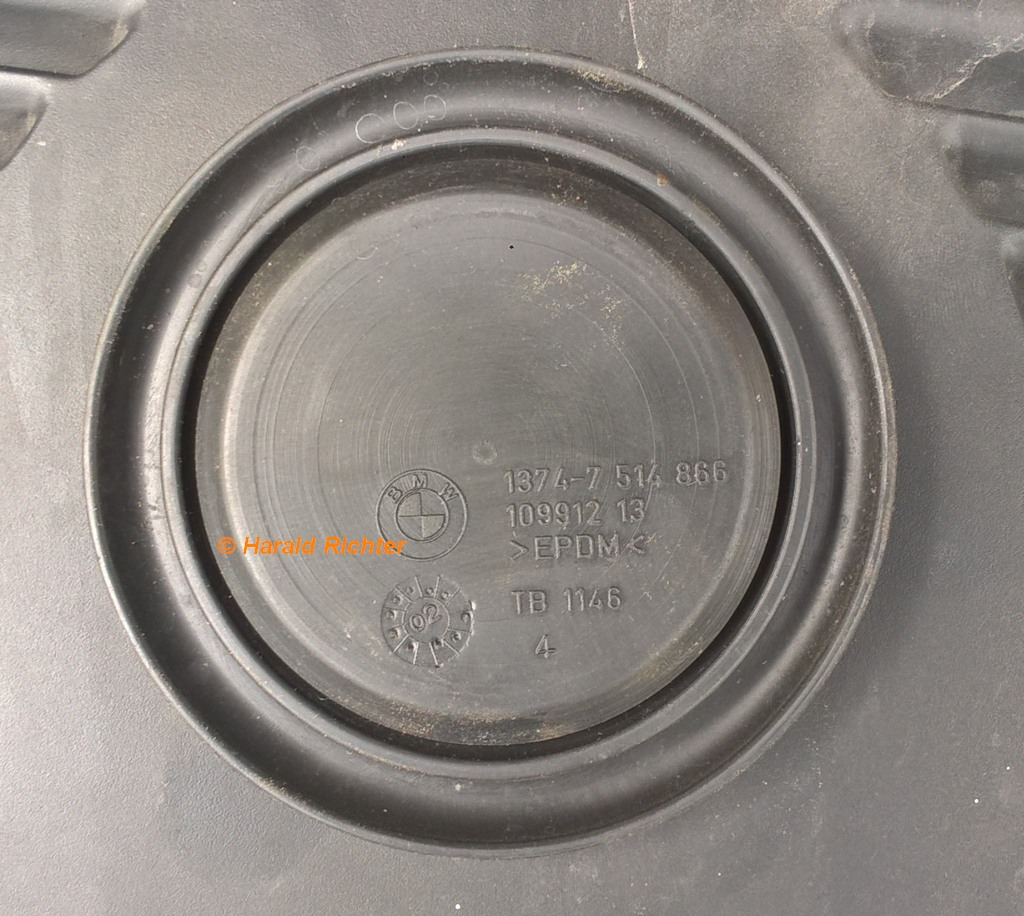 BMW
1374-7 514 866
109912 13
>EPDM<
© Harald Richter
TB 1146
02
4